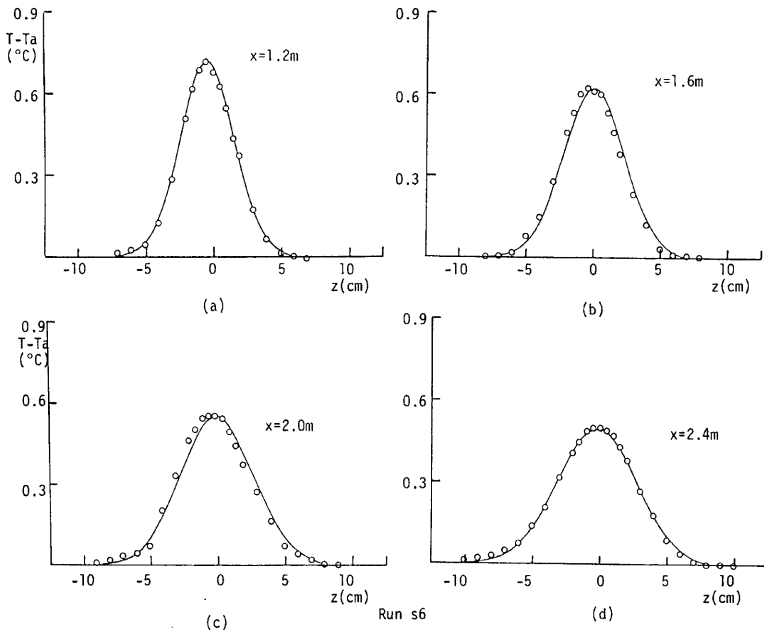 0.9
T-Ta
(°C)
0.6
0.3
x=1.2m
-10 -5 0 5 10
z(cm)
(a)
0.9
0.6
0.3
x=1.6m
-10 -5 0 5 10
z(cm)
(b)
0.9
T-Ta
(°C)
0.6
0.3
x=2.0m
-10 -5 0 5 10
z(cm)
(c)
0.9
0.6
0.3
x=2.4m
-10 -5 0 5 10
z(cm)
(d)
Run s6